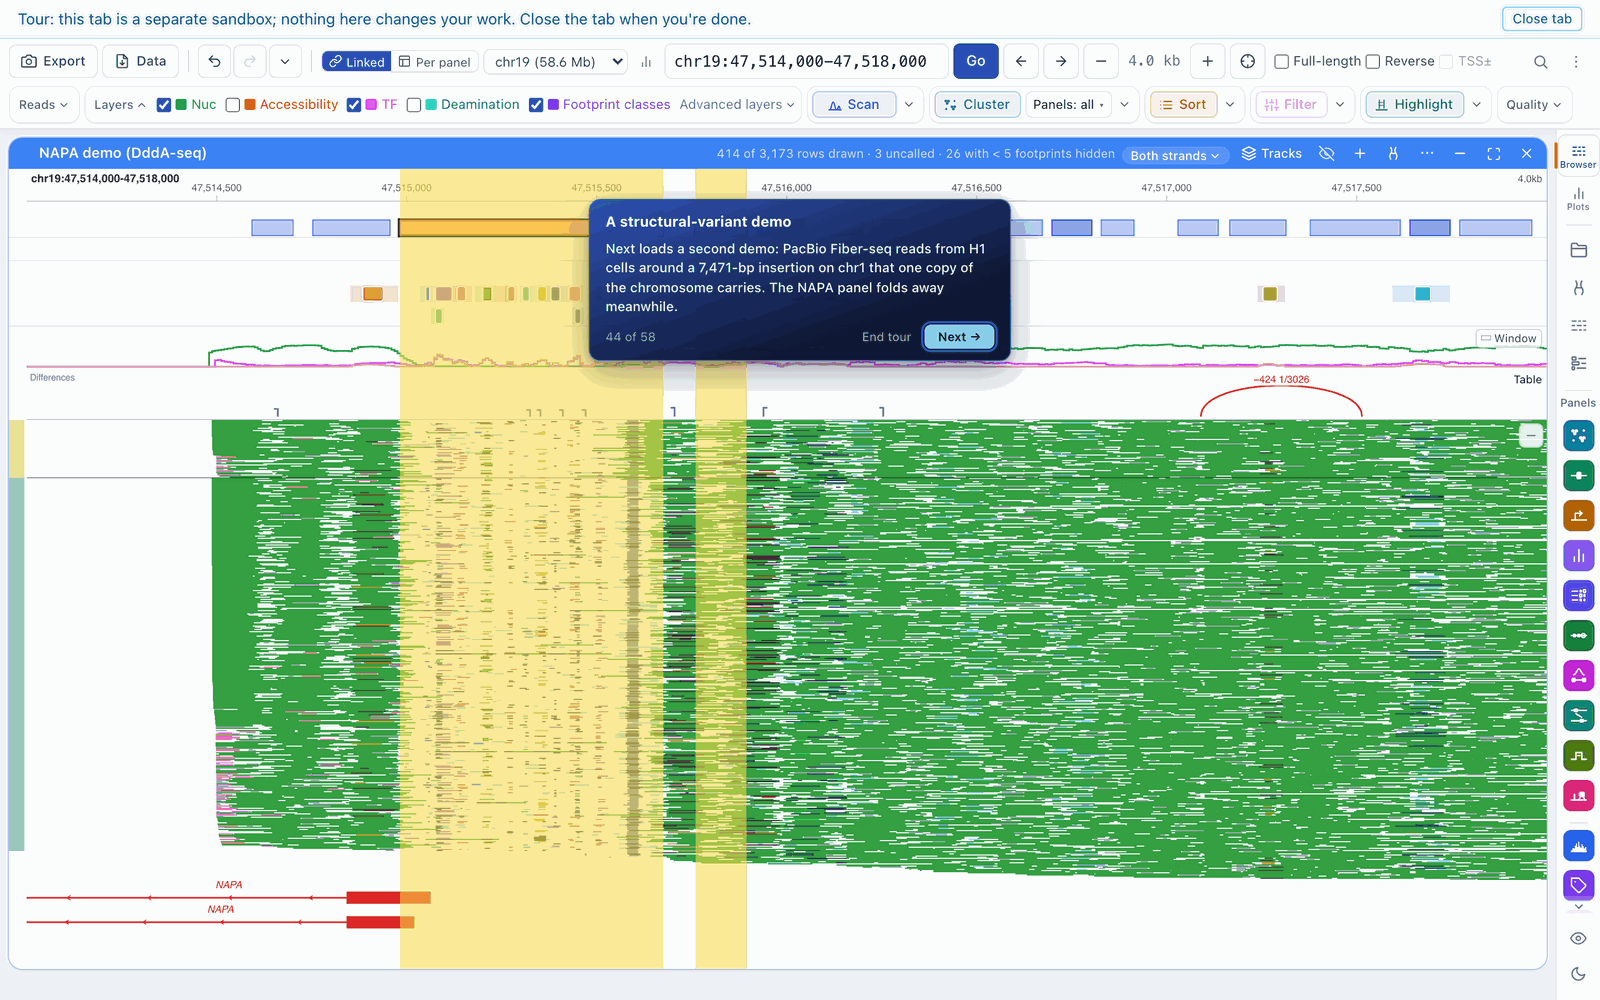 Tour: this tab is a separate sandbox; nothing here changes your work. Close the tab when you're done.
Close tab
Export
Data
Linked
Per panel
chr19 (58.6 Mb)
chr19:47,514,000–47,518,000
Go
4.0 kb
Full-length
Reverse
TSS±
Reads
Layers
Nuc
Accessibility
TF
Deamination
Footprint classes
Advanced layers
Scan
Cluster
Panels: all
Sort
Filter
Highlight
Quality
NAPA demo (DddA-seq)
414 of 3,173 rows drawn · 3 uncalled · 26 with < 5 footprints hidden
Both strands
Tracks
Browser
Plots
Panels
chr19:47,514,000-47,518,000
4.0kb
47,514,500
47,515,000
47,515,500
47,516,000
47,516,500
47,517,000
47,517,500
A structural-variant demo
Next loads a second demo: PacBio Fiber-seq reads from H1
cells around a 7,471-bp insertion on chr1 that one copy of
the chromosome carries. The NAPA panel folds away
meanwhile.
44 of 58
End tour
Next →
Window
Differences
−424 1/3026
Table
NAPA
NAPA